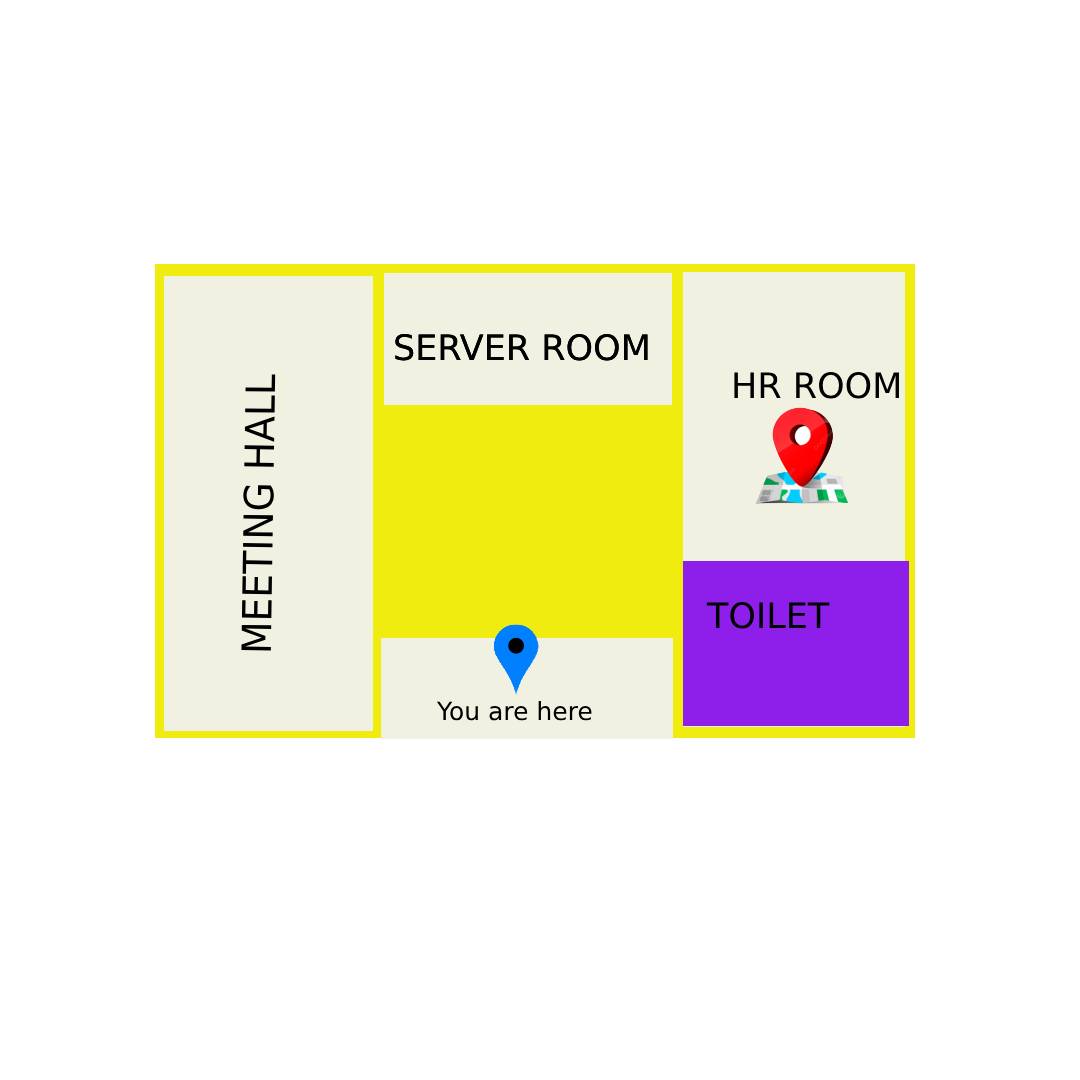 SERVER ROOM
HR ROOM
MEETING HALL
TOILET
You are here